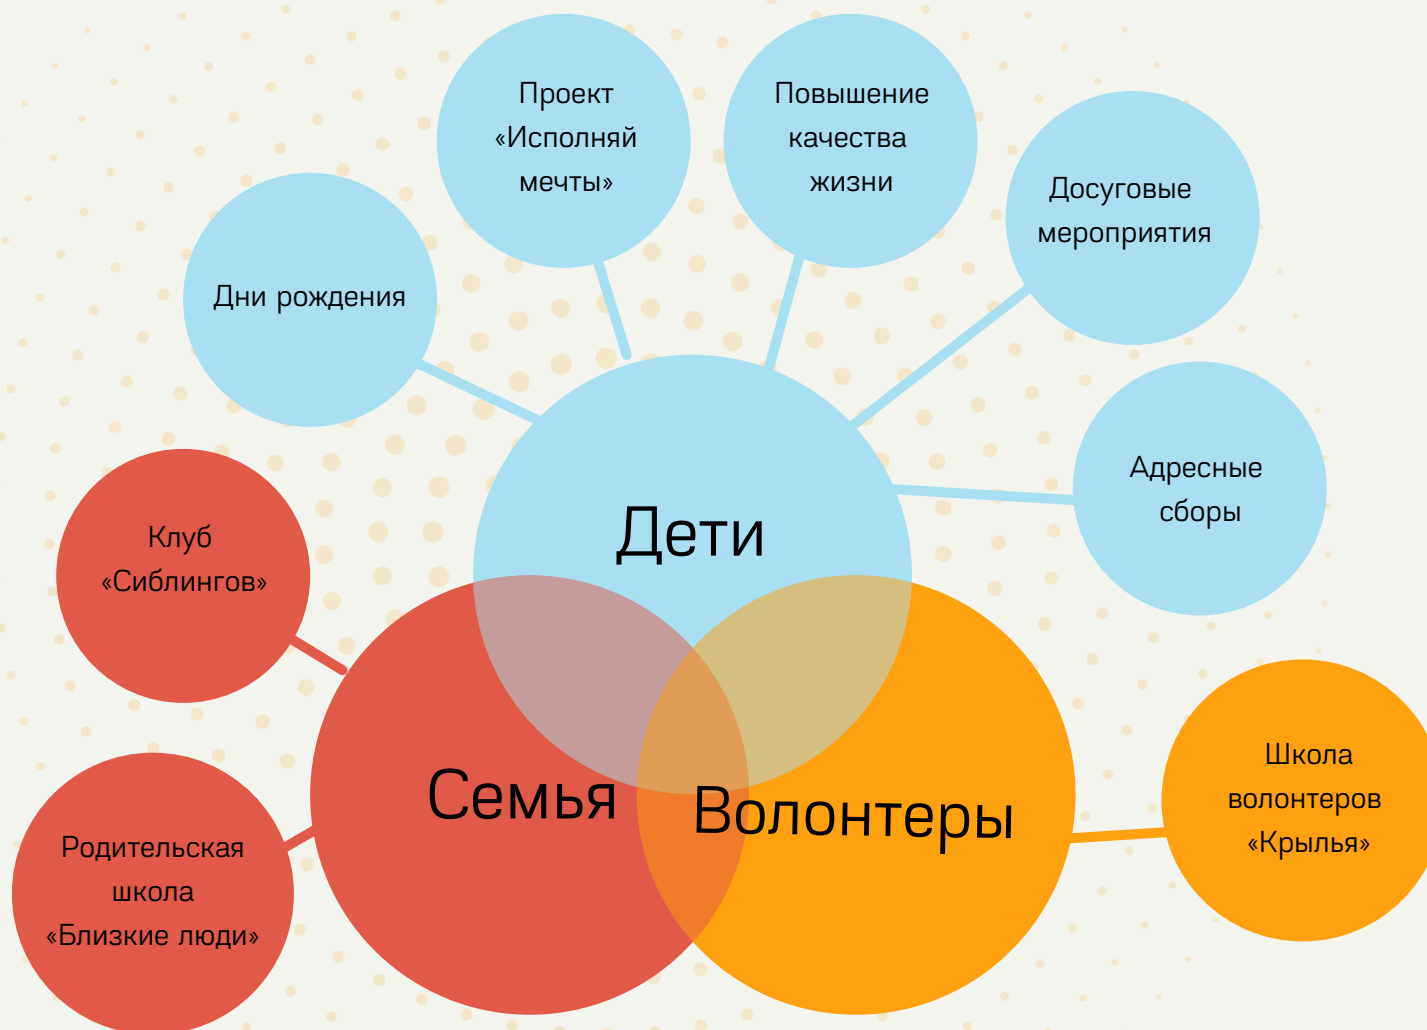 Проект
«Исполняй
мечты»
Повышение
качества
жизни
Досуговые
мероприятия
Дни рождения
Адресные
сборы
Дети
Клуб
«Сиблингов»
Семья
Волонтеры
Школа
волонтеров
«Крылья»
Родительская
школа
«Близкие люди»